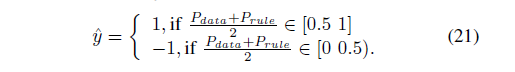 ŷ = { 1, if (P_data+P_rule)/2 ∈ [0.5 1]
−1, if (P_data+P_rule)/2 ∈ [0 0.5). (21)